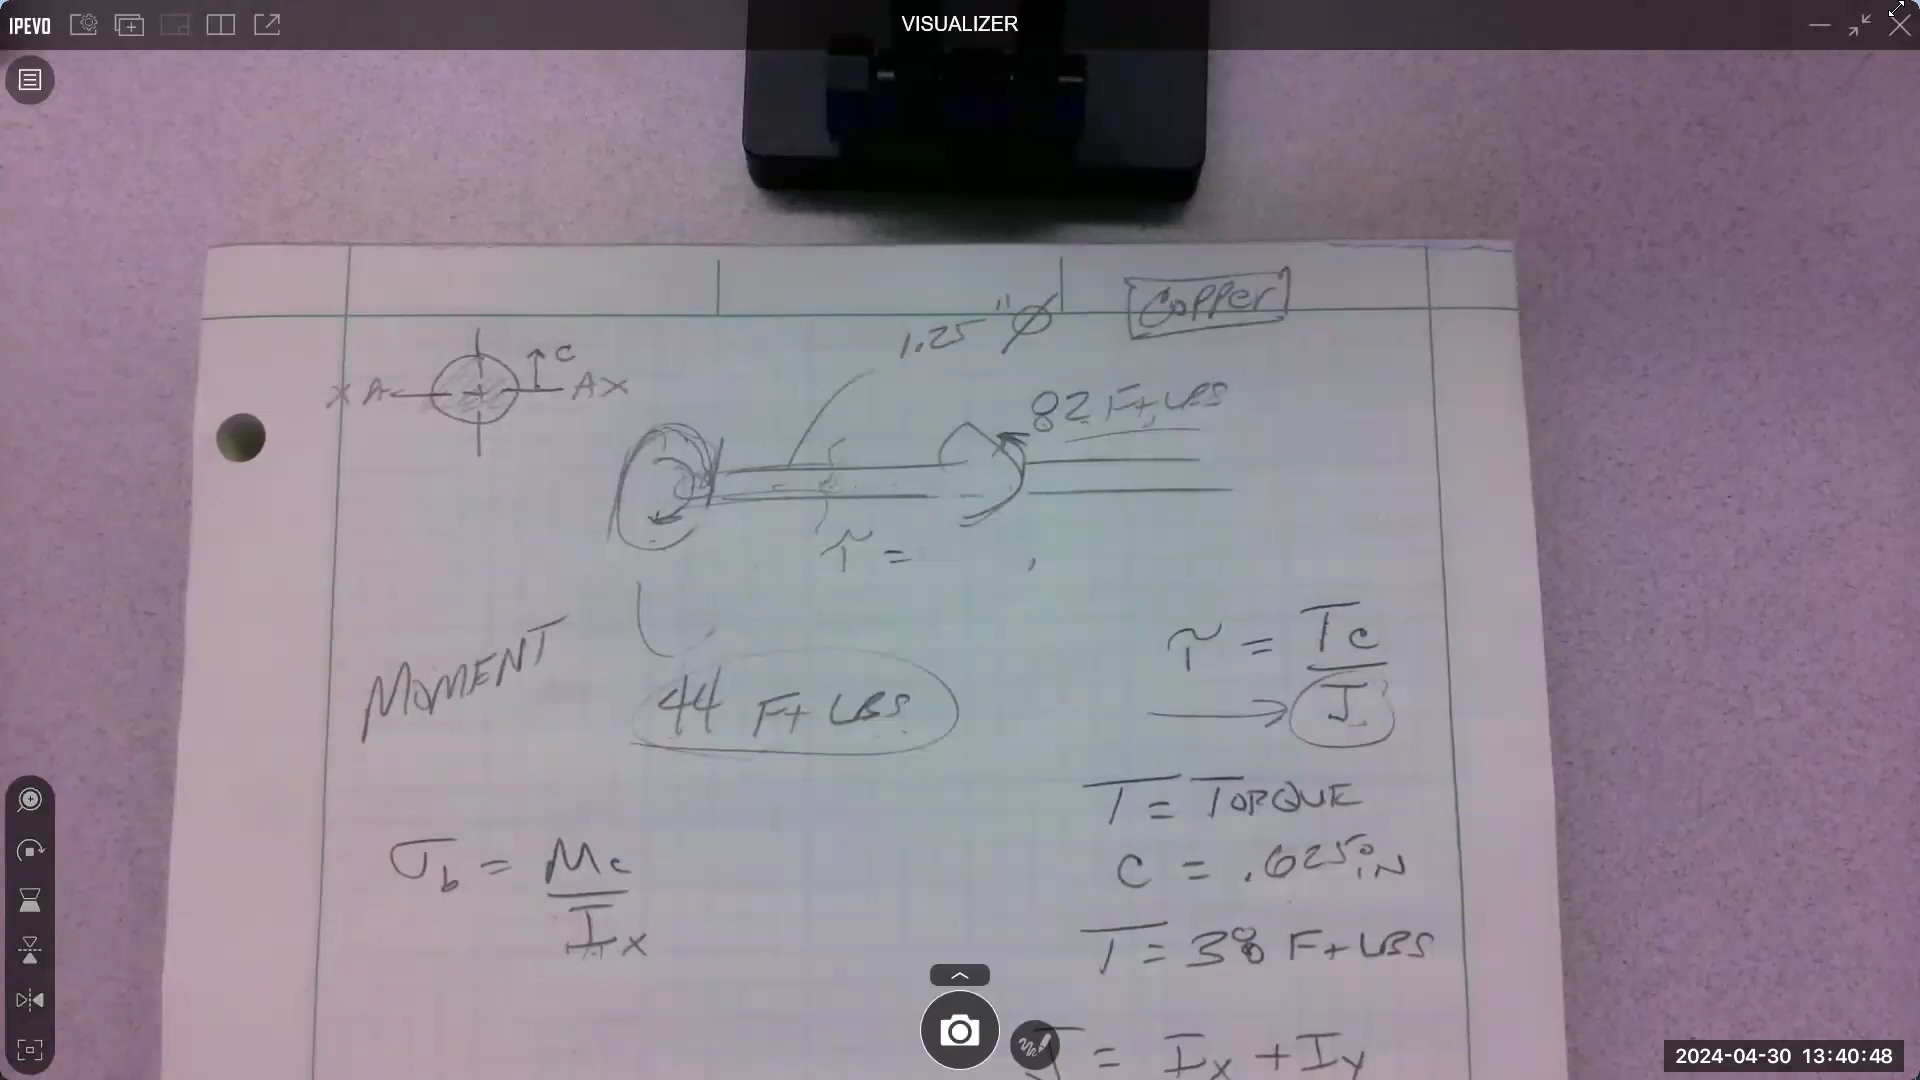 IPEVO
VISUALIZER
1.25" Ø
COPPER
C
X A
A X
82 Ft LBS
τ =
MOMENT
44 Ft LBS
τ = Tc
J
T = TORQUE
C = .625 IN
T = 38 Ft LBS
σb = Mc
Ix
J = Ix + Iy
2024-04-30 13:40:48